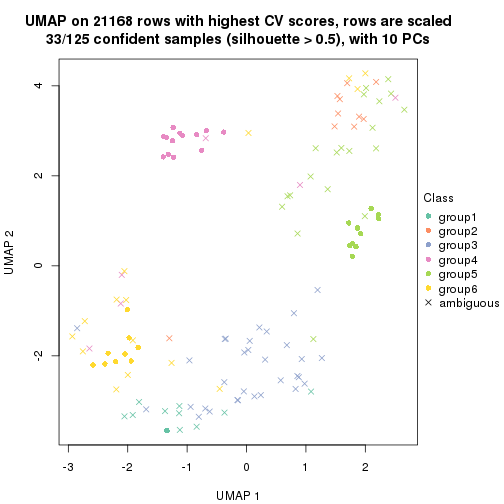 UMAP on 21168 rows with highest CV scores, rows are scaled
33/125 confident samples (silhouette > 0.5), with 10 PCs
4
2
0
-2
UMAP 2
-3
-2
-1
0
1
2
UMAP 1
Class
group1
group2
group3
group4
group5
group6
ambiguous